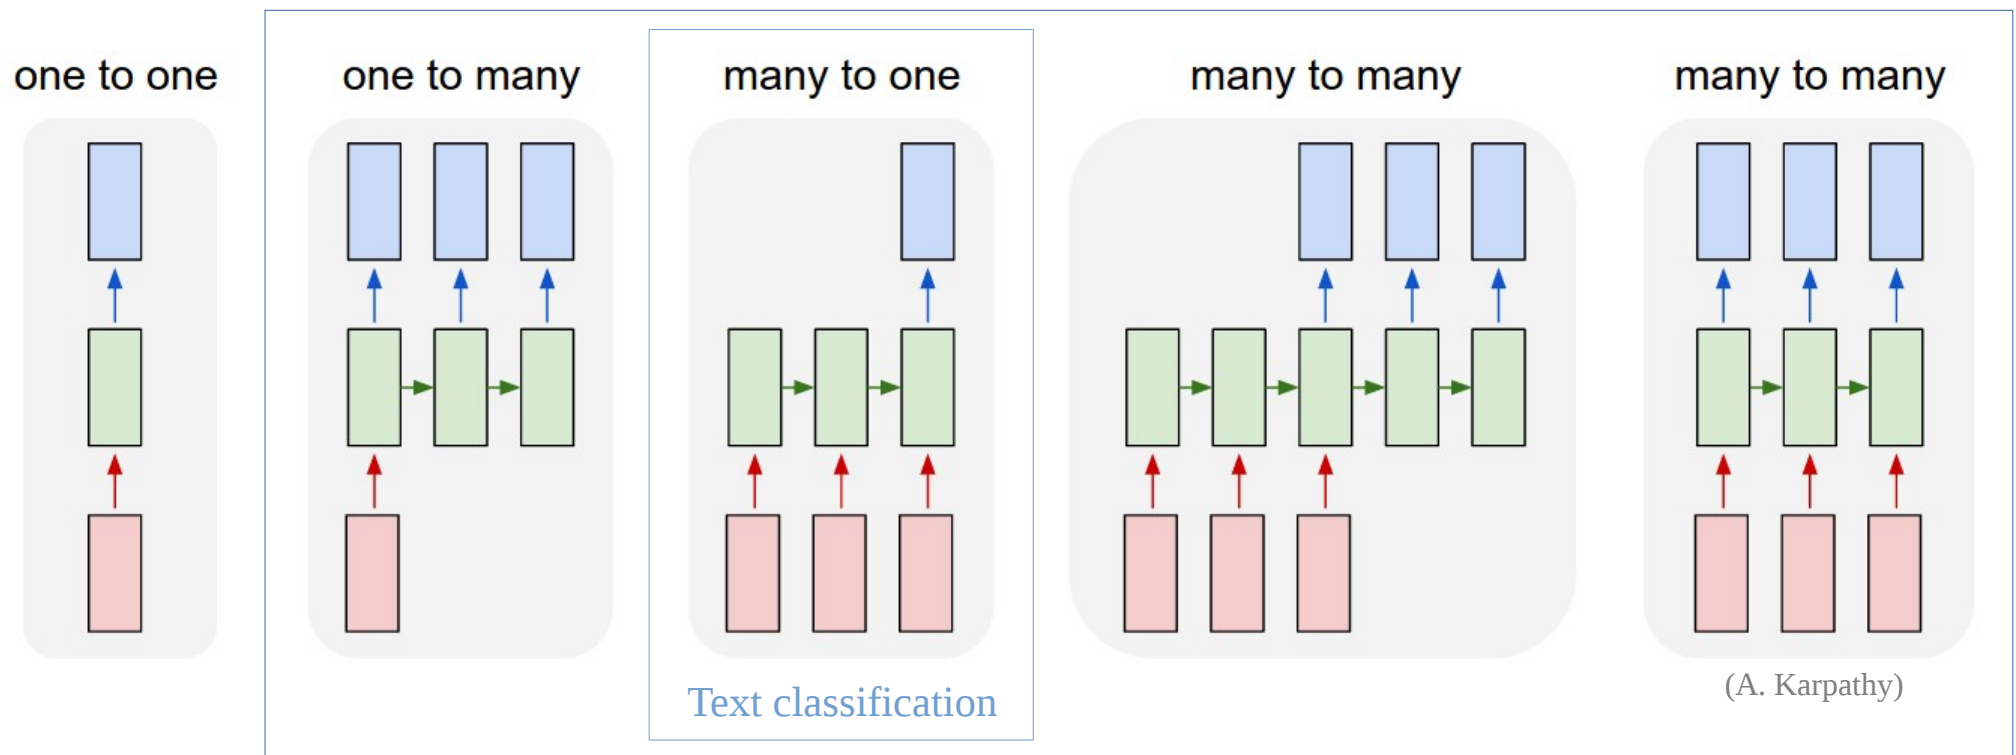 one to one
one to many
many to one
many to many
many to many
Text classification
(A. Karpathy)